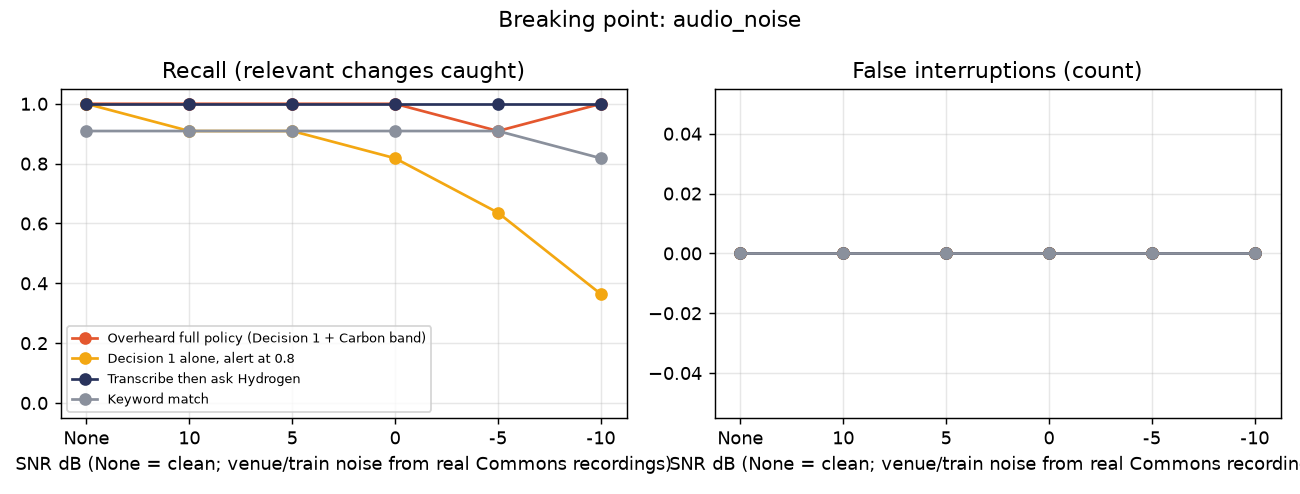 Breaking point: audio_noise
Recall (relevant changes caught)
1.0
0.8
0.6
0.4
0.2
0.0
Overheard full policy (Decision 1 + Carbon band)
Decision 1 alone, alert at 0.8
Transcribe then ask Hydrogen
Keyword match
None 10 5 0 -5 -10
SNR dB (None = clean; venue/train noise from real Commons recordings)
False interruptions (count)
0.04
0.02
0.00
−0.02
−0.04
None 10 5 0 -5 -10
SNR dB (None = clean; venue/train noise from real Commons recordin